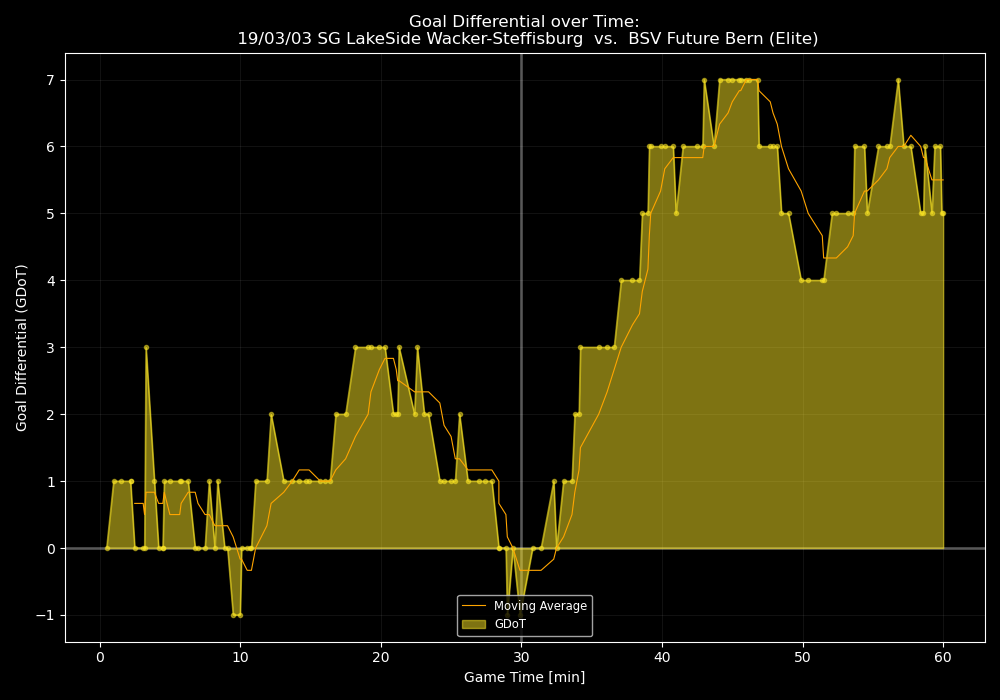 Goal Differential over Time:
19/03/03 SG LakeSide Wacker-Steffisburg  vs.  BSV Future Bern (Elite)
Goal Differential (GDoT)
7
6
5
4
3
2
1
0
−1
0
10
20
30
40
50
60
Game Time [min]
Moving Average
GDoT